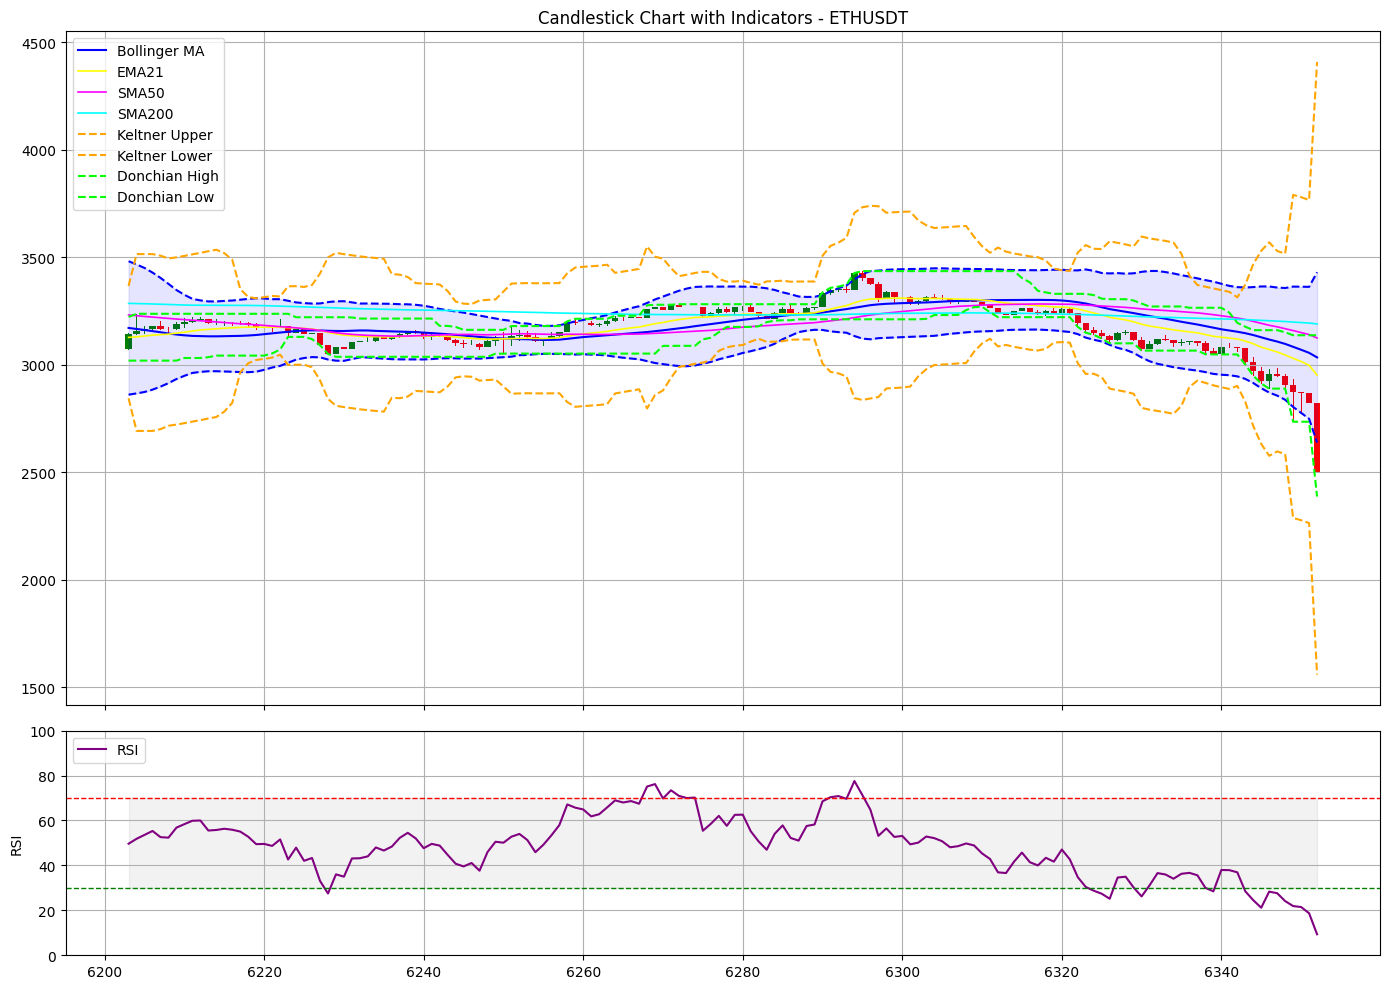 Candlestick Chart with Indicators - ETHUSDT
4500
4000
3500
3000
2500
2000
1500
Bollinger MA
EMA21
SMA50
SMA200
Keltner Upper
Keltner Lower
Donchian High
Donchian Low
100
80
60
40
20
0
RSI
RSI
6200 6220 6240 6260 6280 6300 6320 6340